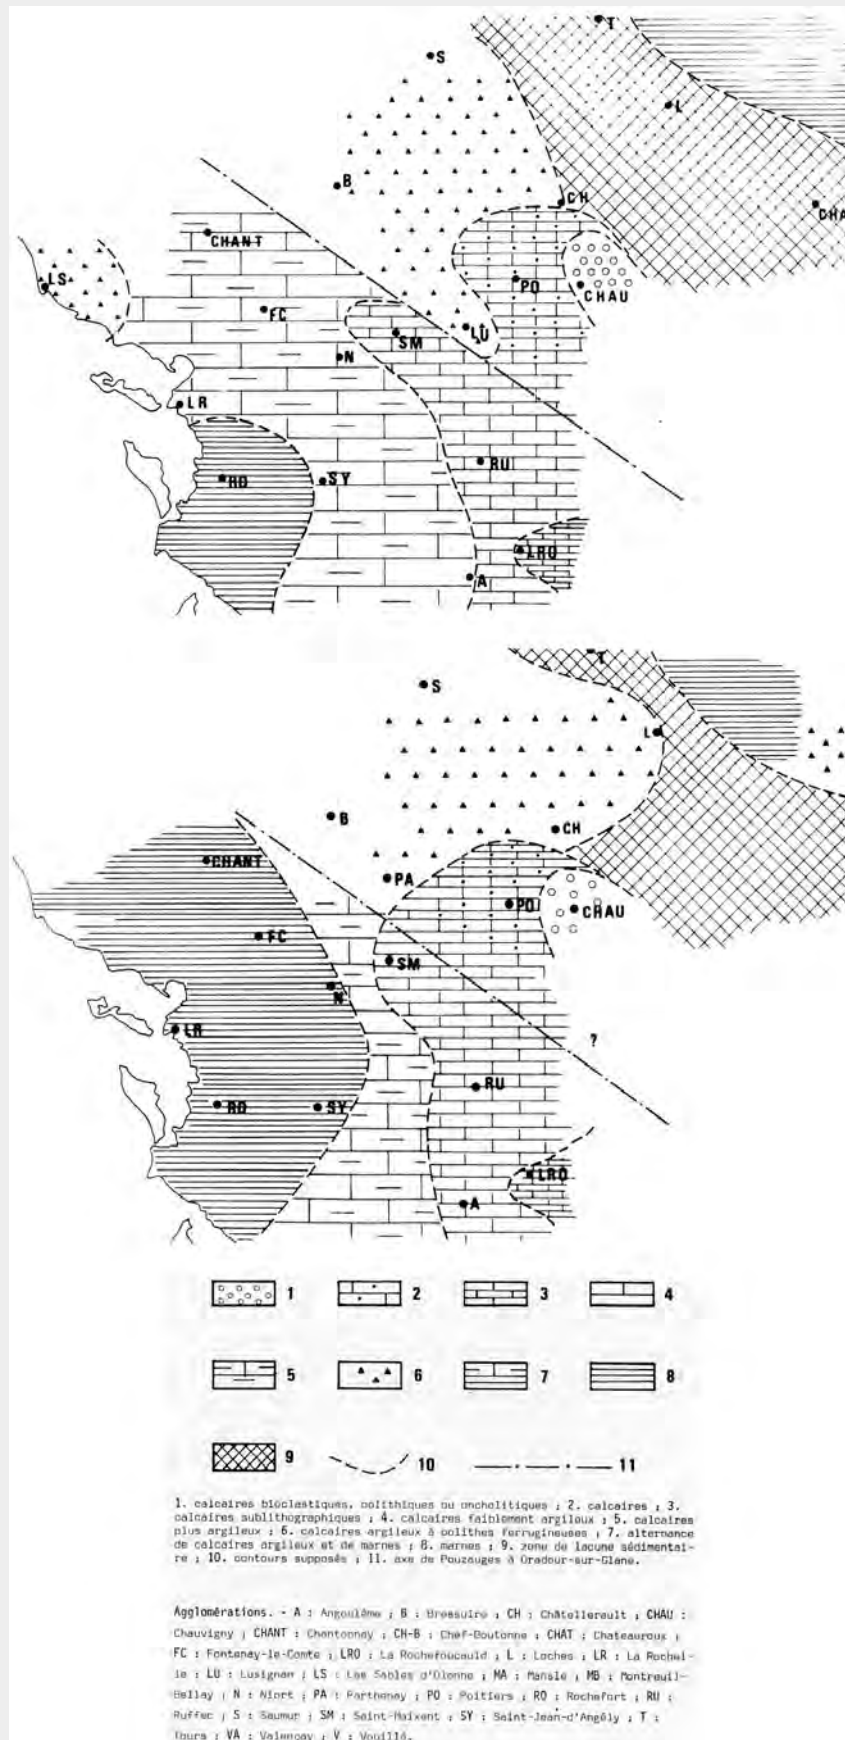 T
S
L
B
CH
CHA
CHANT
LS
PO
CHAU
FC
LU
SM
N
LR
RU
RO
SY
LRO
A
T
S
L
B
CH
CHANT
PA
PO
CHAU
FC
SM
N
LR
?
RU
RO
SY
LRO
A
1 2 3 4
5 6 7 8
9 10 11
1. calcaires bioclastiques, oolithiques ou oncholitiques ; 2. calcaires ; 3.
calcaires sublithographiques ; 4. calcaires faiblement argileux ; 5. calcaires
plus argileux ; 6. calcaires argileux à oolithes ferrugineuses ; 7. alternance
de calcaires argileux et de marnes ; 8. marnes ; 9. zone de lacune sédimentai-
re ; 10. contours supposés ; 11. axe de Pouzauges à Oradour-sur-Glane.
Agglomérations. - A : Angoulême ; B : Bressuire ; CH : Châtellerault ; CHAU :
Chauvigny ; CHANT : Chantonnay ; CH-B : Chef-Boutonne ; CHAT : Chateauroux ;
FC : Fontenay-le-Comte ; LRO : La Rochefoucauld ; L : Loches ; LR : La Rochel-
le ; LU : Lusignan ; LS : Les Sables d'Olonne ; MA : Mansle ; MB : Montreuil-
Bellay ; N : Niort ; PA : Parthenay ; PO : Poitiers ; RO : Rochefort ; RU :
Ruffec ; S : Saumur ; SM : Saint-Maixent ; SY : Saint-Jean-d'Angély ; T :
Tours ; VA : Valençay ; V : Vouillé.